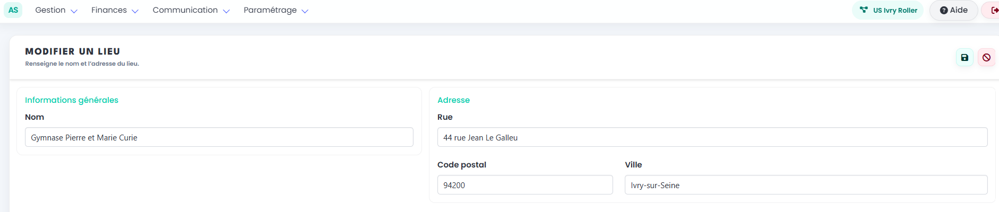 AS Gestion Finances Communication Paramétrage US Ivry Roller Aide
MODIFIER UN LIEU
Renseigne le nom et l'adresse du lieu.
Informations générales
Nom
Gymnase Pierre et Marie Curie
Adresse
Rue
44 rue Jean Le Galleu
Code postal
94200
Ville
Ivry-sur-Seine